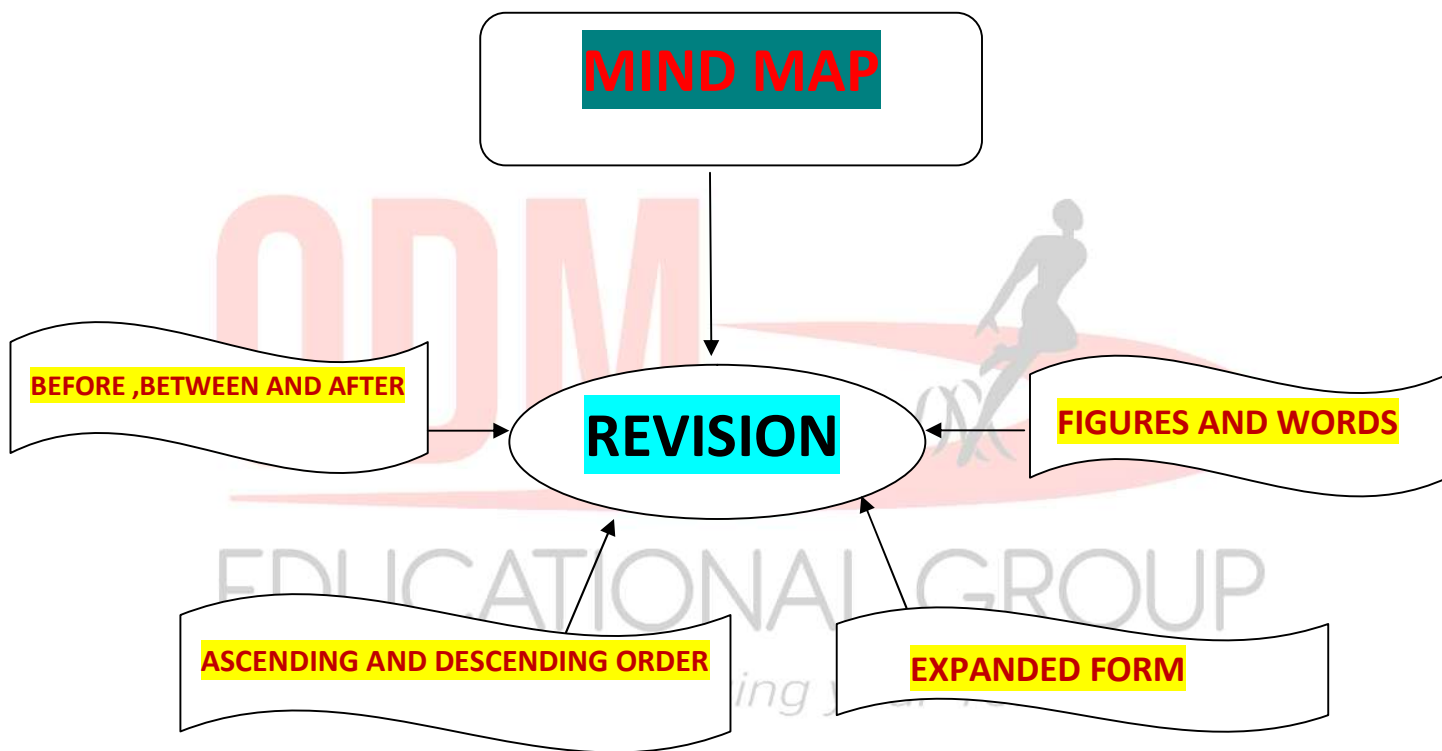 MIND MAP
ODM
BEFORE ,BETWEEN AND AFTER
REVISION
FIGURES AND WORDS
EDUCATIONAL GROUP
ASCENDING AND DESCENDING ORDER
EXPANDED FORM